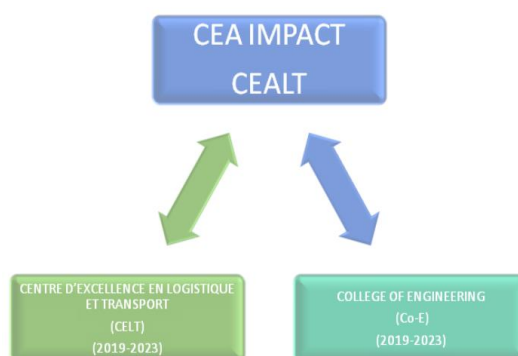 CEA IMPACT
CEALT
CENTRE D'EXCELLENCE EN LOGISTIQUE
ET TRANSPORT
(CELT)
(2019-2023)
COLLEGE OF ENGINEERING
(Co-E)
(2019-2023)